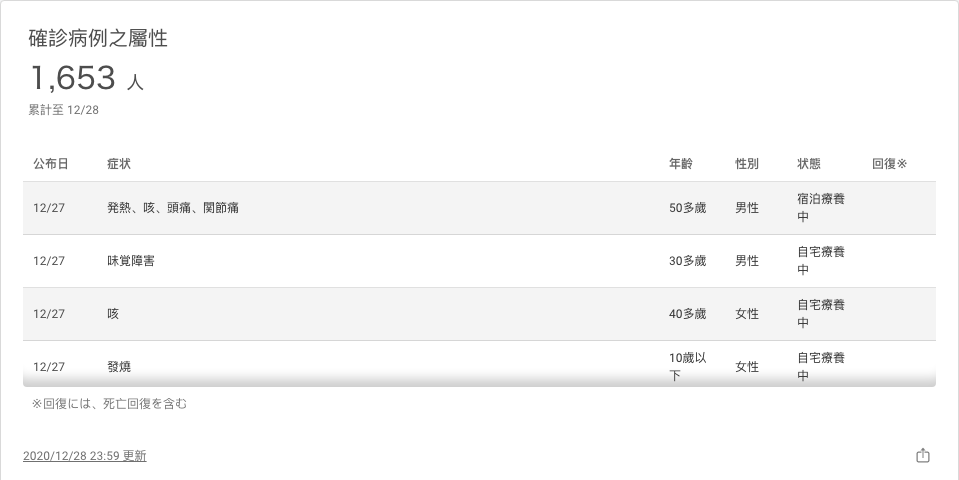 確診病例之屬性
1,653 人
累計至 12/28
公布日 症状 年齡 性別 状態 回復※
12/27 発熱、咳、頭痛、関節痛 50多歲 男性 宿泊療養
中
12/27 味覚障害 30多歲 男性 自宅療養
中
12/27 咳 40多歲 女性 自宅療養
中
12/27 發燒 10歲以
下 女性 自宅療養
中
※回復には、死亡回復を含む
2020/12/28 23:59 更新